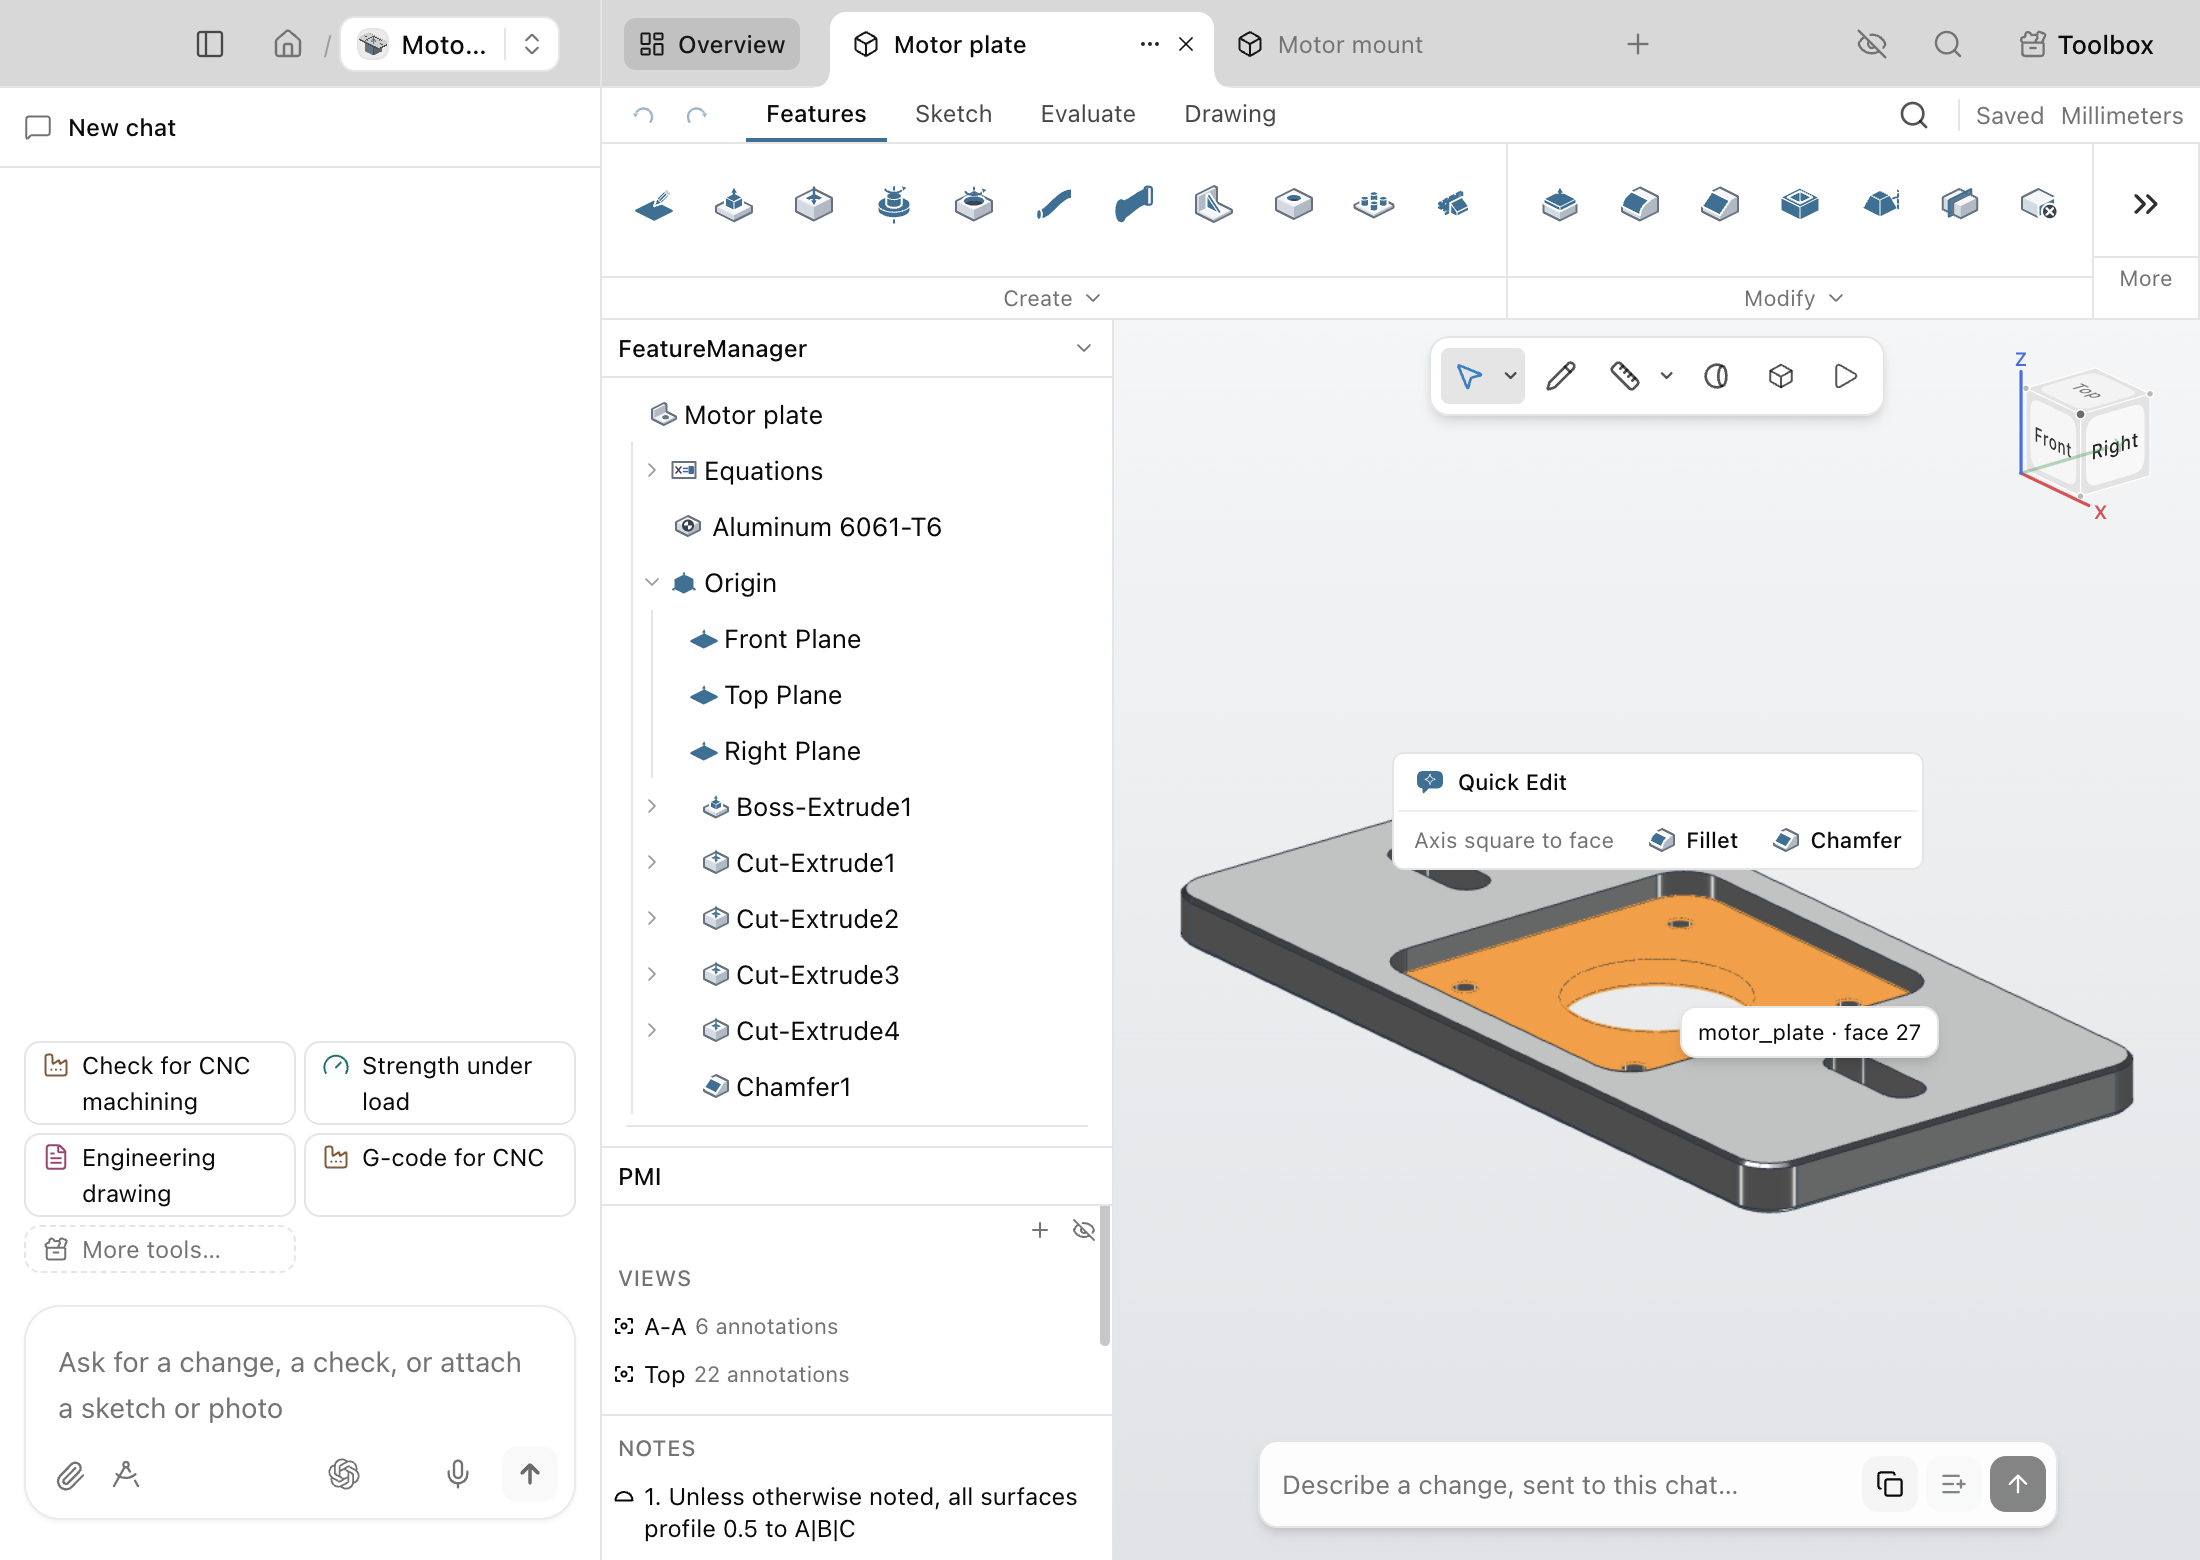 Moto...
Overview
Motor plate
Motor mount
Toolbox
New chat
Features
Sketch
Evaluate
Drawing
Saved
Millimeters
Create
Modify
More
FeatureManager
Motor plate
Equations
Aluminum 6061-T6
Origin
Front Plane
Top Plane
Right Plane
Boss-Extrude1
Cut-Extrude1
Cut-Extrude2
Cut-Extrude3
Cut-Extrude4
Chamfer1
PMI
VIEWS
A-A 6 annotations
Top 22 annotations
NOTES
1. Unless otherwise noted, all surfaces
profile 0.5 to A|B|C
Z
Top
Front
Right
X
Quick Edit
Axis square to face
Fillet
Chamfer
motor_plate · face 27
Describe a change, sent to this chat...
Check for CNC
machining
Strength under
load
Engineering
drawing
G-code for CNC
More tools...
Ask for a change, a check, or attach
a sketch or photo